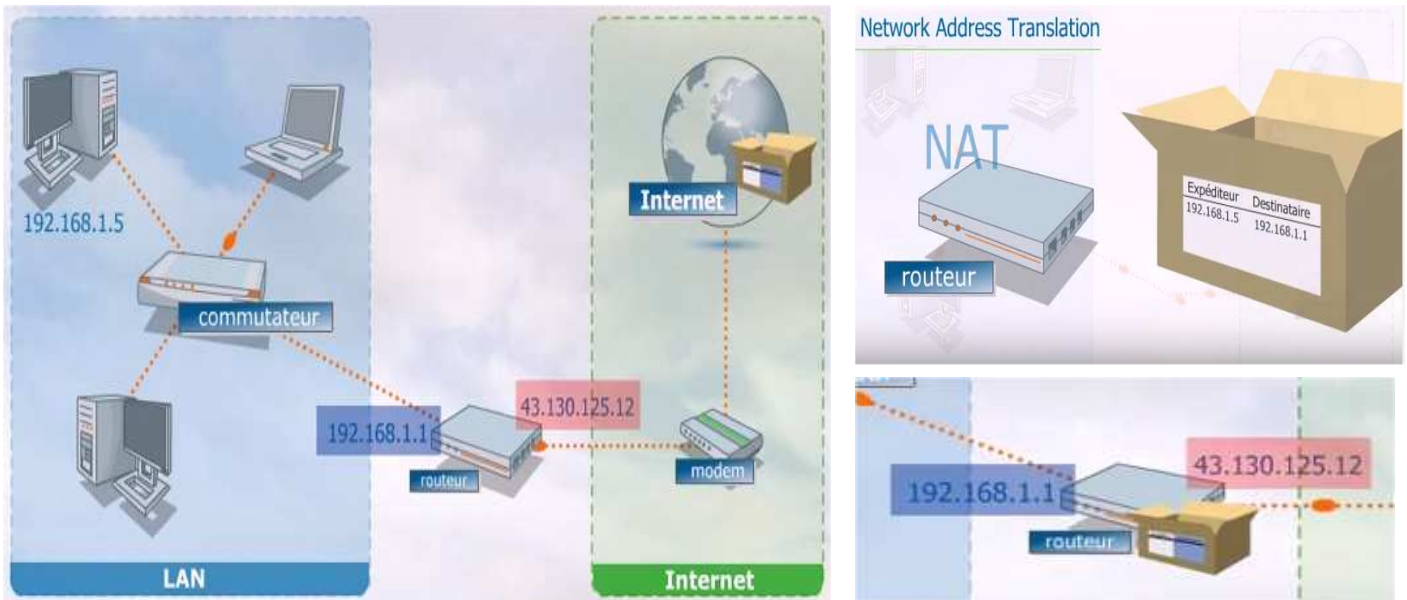 192.168.1.5
commutateur
Internet
192.168.1.1
43.130.125.12
routeur
modem
LAN
Internet
Network Address Translation
NAT
routeur
Expéditeur Destinataire
192.168.1.5 192.168.1.1
192.168.1.1
43.130.125.12
routeur